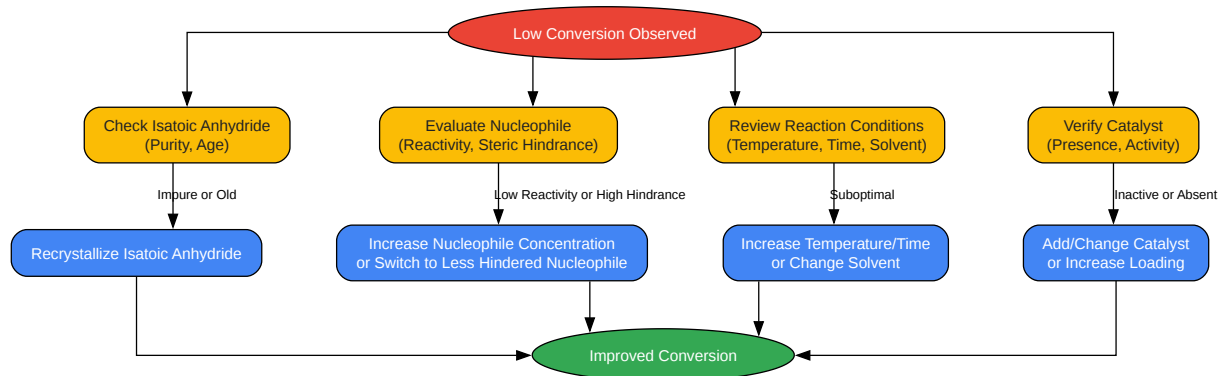 Low Conversion Observed
Check Isatoic Anhydride
(Purity, Age)
Evaluate Nucleophile
(Reactivity, Steric Hindrance)
Review Reaction Conditions
(Temperature, Time, Solvent)
Verify Catalyst
(Presence, Activity)
Impure or Old
Low Reactivity or High Hindrance
Suboptimal
Inactive or Absent
Recrystallize Isatoic Anhydride
Increase Nucleophile Concentration
or Switch to Less Hindered Nucleophile
Increase Temperature/Time
or Change Solvent
Add/Change Catalyst
or Increase Loading
Improved Conversion